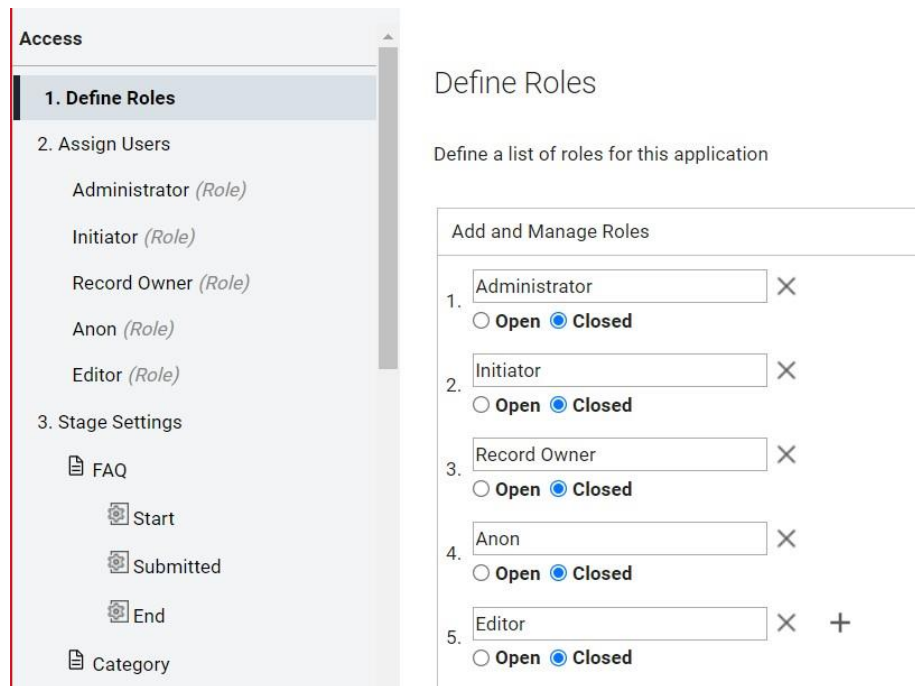 Access
1. Define Roles
2. Assign Users
Administrator (Role)
Initiator (Role)
Record Owner (Role)
Anon (Role)
Editor (Role)
3. Stage Settings
FAQ
Start
Submitted
End
Category
Define Roles
Define a list of roles for this application
Add and Manage Roles
1. Administrator
Open Closed
2. Initiator
Open Closed
3. Record Owner
Open Closed
4. Anon
Open Closed
5. Editor
Open Closed